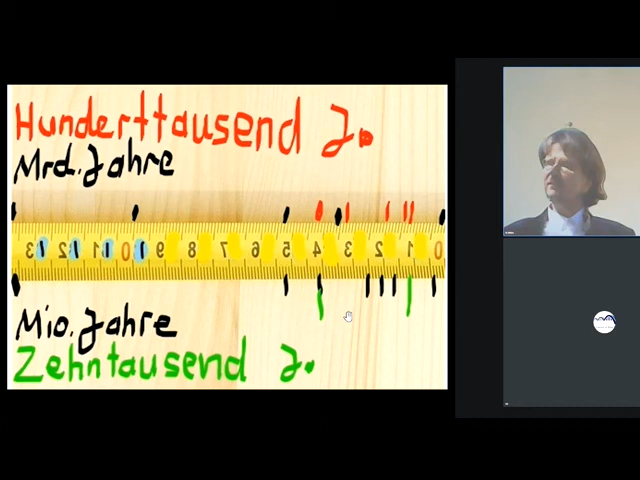 Hunderttausend J.
Mrd. Jahre
13 12 11 10 9 8 7 6 5 4 3 2 1 0
Mio. Jahre
Zehntausend J.